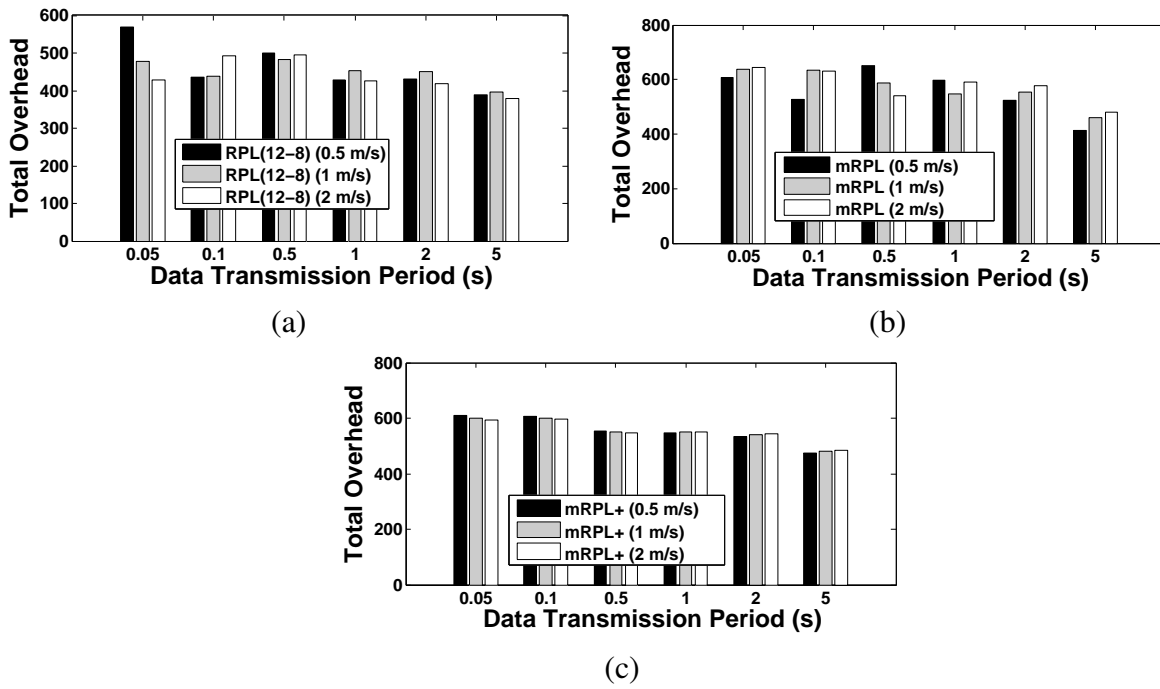 600
500
400
300
200
100
0
Total Overhead
RPL(12−8) (0.5 m/s)
RPL(12−8) (1 m/s)
RPL(12−8) (2 m/s)
0.05 0.1 0.5 1 2 5
Data Transmission Period (s)
(a)
800
600
400
200
0
Total Overhead
mRPL (0.5 m/s)
mRPL (1 m/s)
mRPL (2 m/s)
0.05 0.1 0.5 1 2 5
Data Transmission Period (s)
(b)
800
600
400
200
0
Total Overhead
mRPL+ (0.5 m/s)
mRPL+ (1 m/s)
mRPL+ (2 m/s)
0.05 0.1 0.5 1 2 5
Data Transmission Period (s)
(c)